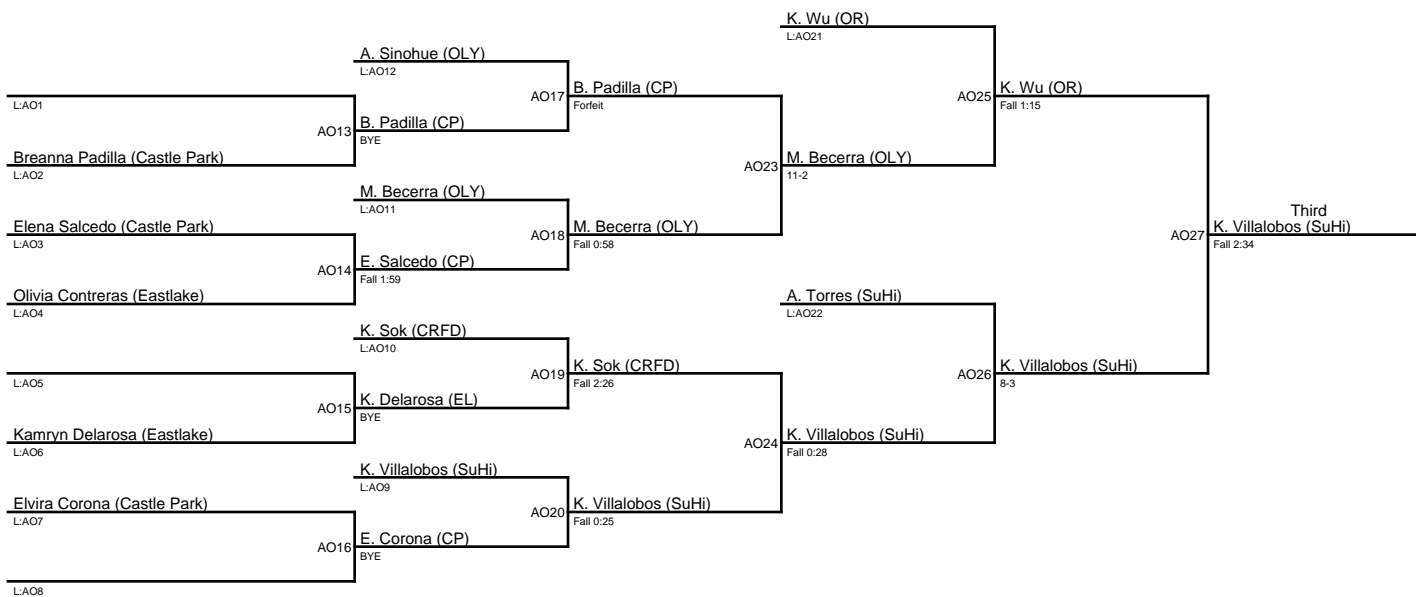 K. Wu (OR)
L:AO21
A. Sinohue (OLY)
L:AO12
AO17
B. Padilla (CP)
Forfeit
AO25
K. Wu (OR)
Fall 1:15
L:AO1
AO13
B. Padilla (CP)
BYE
Breanna Padilla (Castle Park)
L:AO2
AO23
M. Becerra (OLY)
11-2
M. Becerra (OLY)
L:AO11
Elena Salcedo (Castle Park)
L:AO3
AO18
M. Becerra (OLY)
Fall 0:58
AO27
Third
K. Villalobos (SuHi)
Fall 2:34
AO14
E. Salcedo (CP)
Fall 1:59
Olivia Contreras (Eastlake)
L:AO4
A. Torres (SuHi)
L:AO22
K. Sok (CRFD)
L:AO10
L:AO5
AO19
K. Sok (CRFD)
Fall 2:26
AO26
K. Villalobos (SuHi)
8-3
AO15
K. Delarosa (EL)
BYE
Kamryn Delarosa (Eastlake)
L:AO6
AO24
K. Villalobos (SuHi)
Fall 0:28
K. Villalobos (SuHi)
L:AO9
Elvira Corona (Castle Park)
L:AO7
AO20
K. Villalobos (SuHi)
Fall 0:25
AO16
E. Corona (CP)
BYE
L:AO8